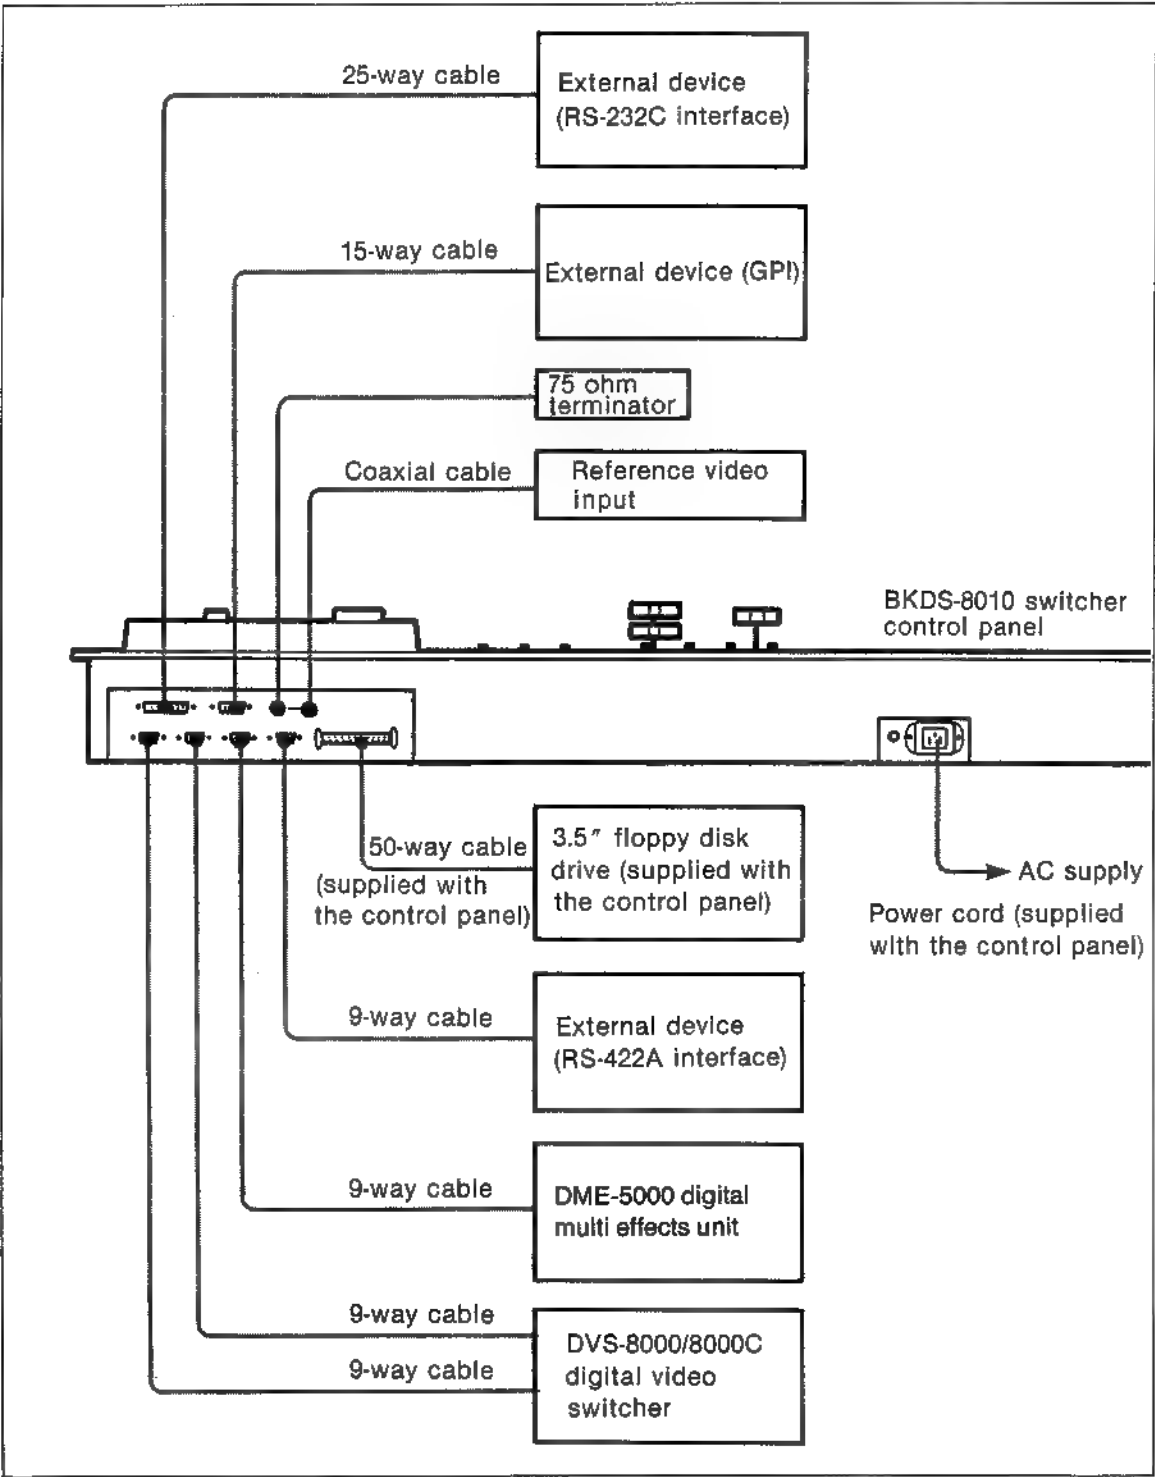 25-way cable
External device
(RS-232C interface)
15-way cable
External device (GPI)
75 ohm
terminator
Coaxial cable
Reference video
input
BKDS-8010 switcher
control panel
50-way cable
(supplied with
the control panel)
3.5″ floppy disk
drive (supplied with
the control panel)
AC supply
Power cord (supplied
with the control panel)
9-way cable
External device
(RS-422A interface)
9-way cable
DME-5000 digital
multi effects unit
9-way cable
9-way cable
DVS-8000/8000C
digital video
switcher